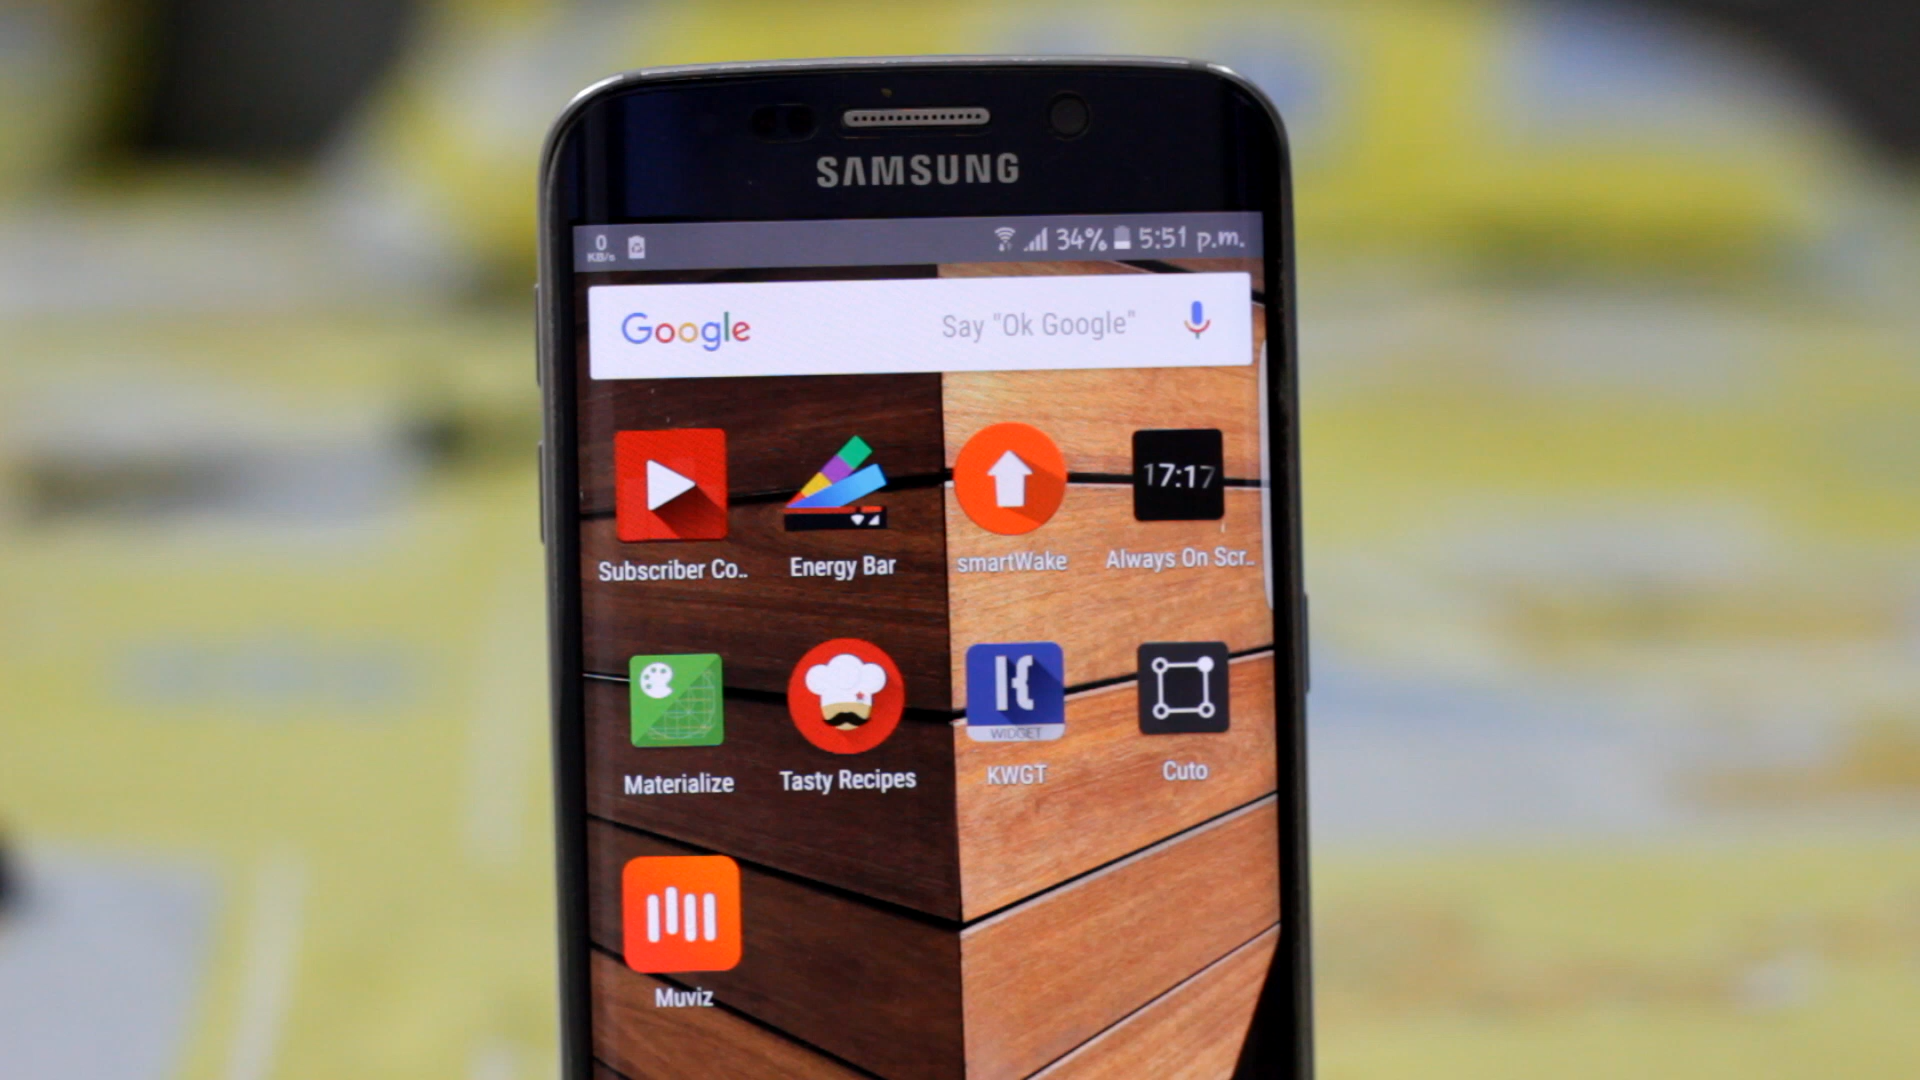 SAMSUNG
0 KB/s 34% 5:51 p.m.
Google Say "Ok Google"
17:17
Subscriber Co.. Energy Bar smartWake Always On Scr..
WIDGET
Materialize Tasty Recipes KWGT Cuto
Muviz